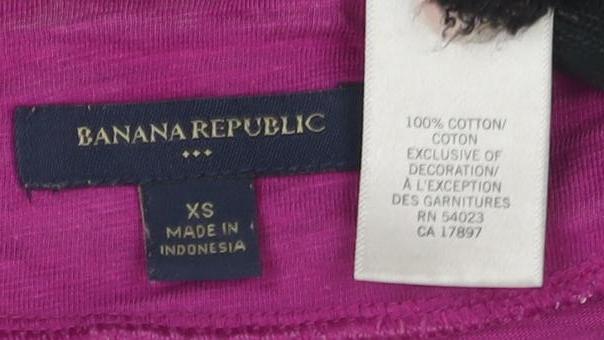 BANANA REPUBLIC
XS
MADE IN
INDONESIA
100% COTTON/
COTON
EXCLUSIVE OF
DECORATION/
À L'EXCEPTION
DES GARNITURES
RN 54023
CA 17897